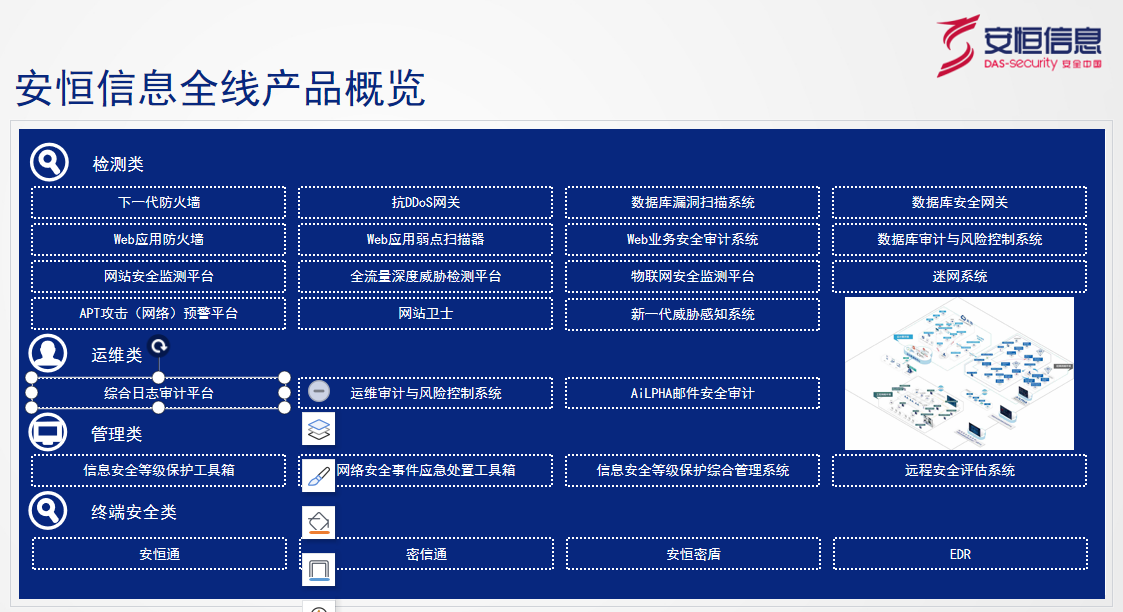 安恒信息
DAS-security 安全中国
安恒信息全线产品概览
检测类
下一代防火墙
抗DDoS网关
数据库漏洞扫描系统
数据库安全网关
Web应用防火墙
Web应用弱点扫描器
Web业务安全审计系统
数据库审计与风险控制系统
网站安全监测平台
全流量深度威胁检测平台
物联网安全监测平台
迷网系统
APT攻击（网络）预警平台
网站卫士
新一代威胁感知系统
运维类
综合日志审计平台
运维审计与风险控制系统
AiLPHA邮件安全审计
管理类
信息安全等级保护工具箱
网络安全事件应急处置工具箱
信息安全等级保护综合管理系统
远程安全评估系统
终端安全类
安恒通
密信通
安恒密盾
EDR